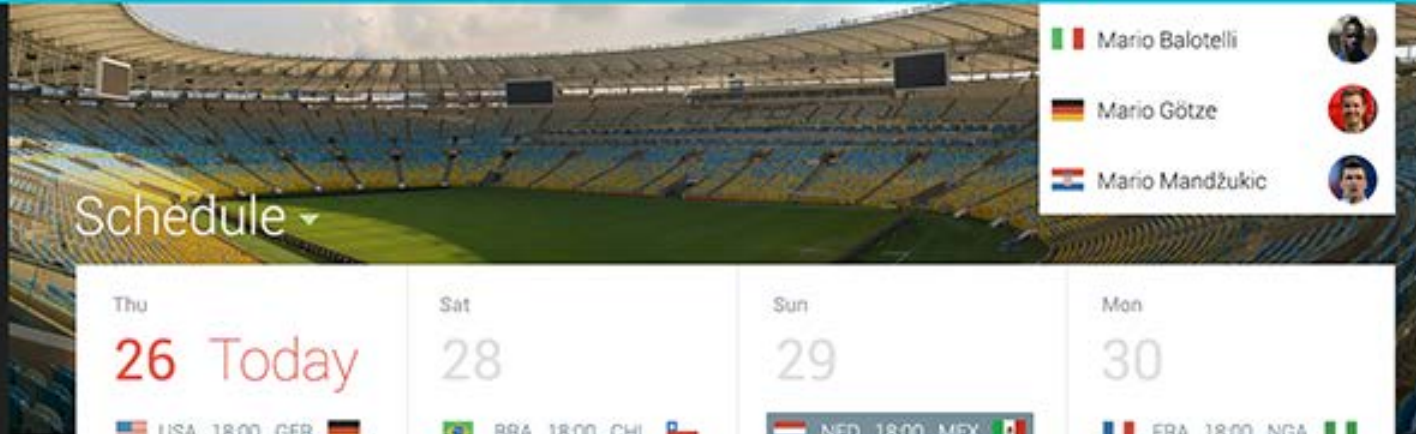 Mario Balotelli
Mario Götze
Mario Mandžukic
Schedule
Thu
26 Today
Sat
28
Sun
29
Mon
30
USA 18:00 GER
BRA 18:00 CHI
NED 18:00 MEX
FRA 18:00 NGA